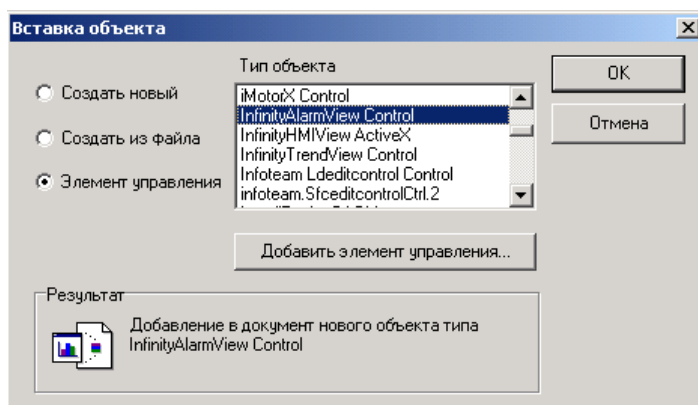 Вставка объекта
Тип объекта
Создать новый
Создать из файла
Элемент управления
iMotorX Control
InfinityAlarmView Control
InfinityHMIView ActiveX
InfinityTrendView Control
Infoteam Ldeditcontrol Control
infoteam.SfceditcontrolCtrl.2
OK
Отмена
Добавить элемент управления...
Результат
Добавление в документ нового объекта типа
InfinityAlarmView Control